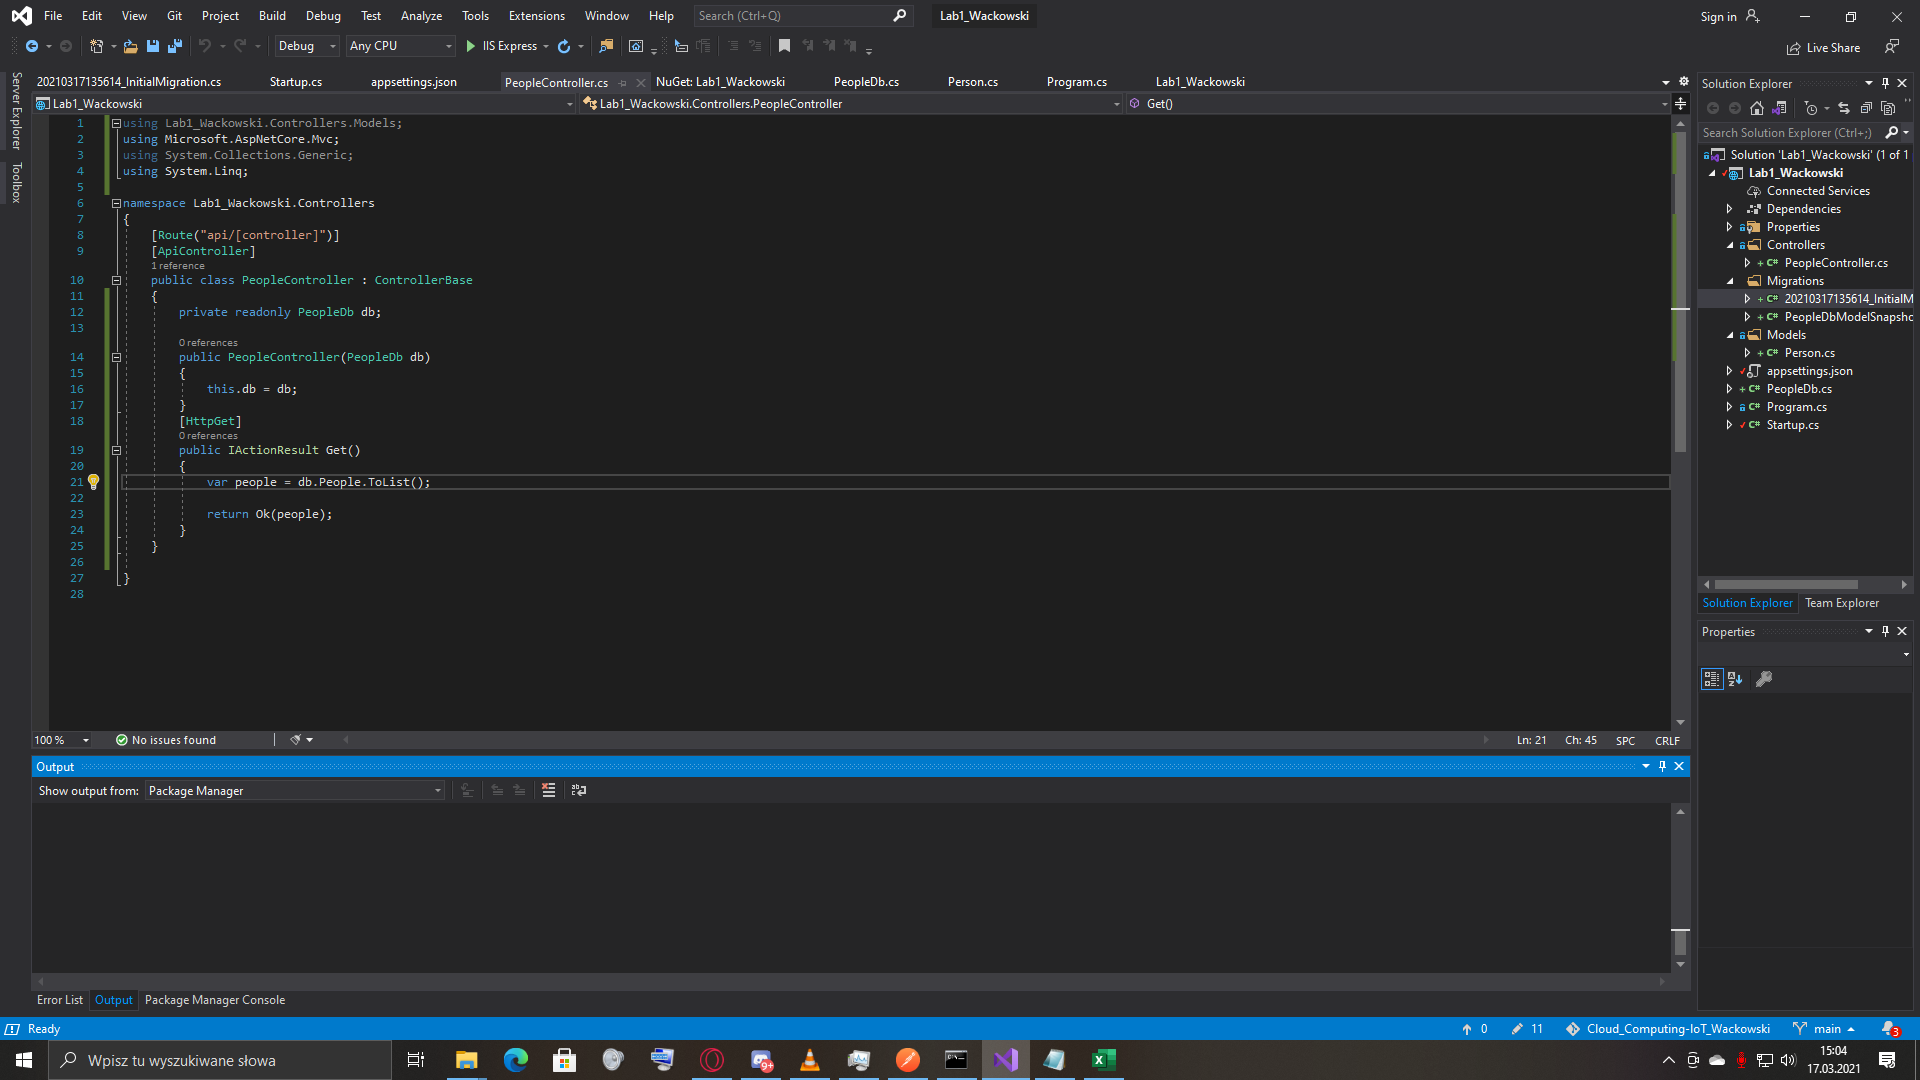 File Edit View Git Project Build Debug Test Analyze Tools Extensions Window Help Search (Ctrl+Q) Lab1_Wackowski Sign in
Debug Any CPU IIS Express Live Share
Server Explorer
Toolbox
20210317135614_InitialMigration.cs Startup.cs appsettings.json PeopleController.cs NuGet: Lab1_Wackowski PeopleDb.cs Person.cs Program.cs Lab1_Wackowski
Lab1_Wackowski Lab1_Wackowski.Controllers.PeopleController Get()
1 using Lab1_Wackowski.Controllers.Models;
2 using Microsoft.AspNetCore.Mvc;
3 using System.Collections.Generic;
4 using System.Linq;
5
6 namespace Lab1_Wackowski.Controllers
7 {
8 [Route("api/[controller]")]
9 [ApiController]
1 reference
10 public class PeopleController : ControllerBase
11 {
12 private readonly PeopleDb db;
13
0 references
14 public PeopleController(PeopleDb db)
15 {
16 this.db = db;
17 }
18 [HttpGet]
0 references
19 public IActionResult Get()
20 {
21 var people = db.People.ToList();
22
23 return Ok(people);
24 }
25 }
26
27 }
28
100 % No issues found Ln: 21 Ch: 45 SPC CRLF
Output
Show output from: Package Manager
Error List Output Package Manager Console
Solution Explorer
Search Solution Explorer (Ctrl+;)
Solution 'Lab1_Wackowski' (1 of 1
Lab1_Wackowski
Connected Services
Dependencies
Properties
Controllers
PeopleController.cs
Migrations
20210317135614_InitialM
PeopleDbModelSnapsho
Models
Person.cs
appsettings.json
PeopleDb.cs
Program.cs
Startup.cs
Solution Explorer Team Explorer
Properties
Ready 0 11 Cloud_Computing-IoT_Wackowski main 3
Wpisz tu wyszukiwane słowa 9+ 15:04
17.03.2021